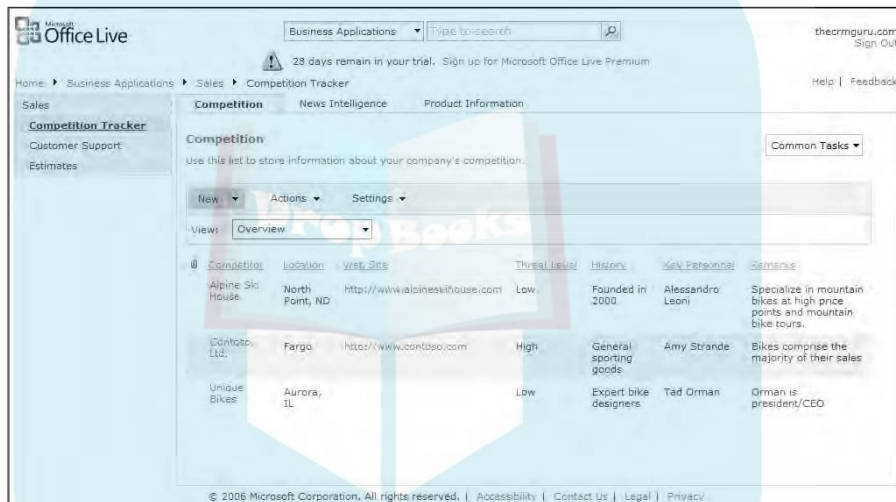 Microsoft
Office Live
Business Applications
Type to search
thecrmguru.com
Sign Out
28 days remain in your trial. Sign up for Microsoft Office Live Premium
Home Business Applications Sales Competition Tracker
Help | Feedback
Sales
Competition Tracker
Customer Support
Estimates
Competition News Intelligence Product Information
Competition
Use this list to store information about your company's competition.
Common Tasks
New Actions Settings
View: Overview
DropBooks
Competitor Location Web Site Threat Level History Key Personnel Remarks
Alpine Ski House
North Point, ND
http://www.alpineskihouse.com
Low
Founded in 2000
Alessandro Leoni
Specialize in mountain bikes at high price points and mountain bike tours.
Contoso, Ltd.
Fargo
http://www.contoso.com
High
General sporting goods
Amy Strande
Bikes comprise the majority of their sales
Unique Bikes
Aurora, IL
Low
Expert bike designers
Tad Orman
Orman is president/CEO
© 2006 Microsoft Corporation. All rights reserved. | Accessibility | Contact Us | Legal | Privacy